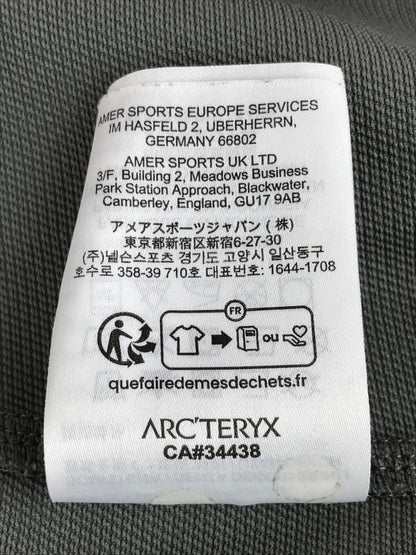 AMER SPORTS EUROPE SERVICES
IM HASFELD 2, UBERHERRN,
GERMANY 66802
AMER SPORTS UK LTD
3/F, Building 2, Meadows Business
Park Station Approach, Blackwater,
Camberley, England, GU17 9AB
アメアスポーツジャパン (株)
東京都新宿区新宿6-27-30
(주)넬슨스포츠 경기도 고양시 일산동구
호수로 358-39 710호 대표번호: 1644-1708
FR
ou
quefairedemesdechets.fr
ARC'TERYX
CA#34438